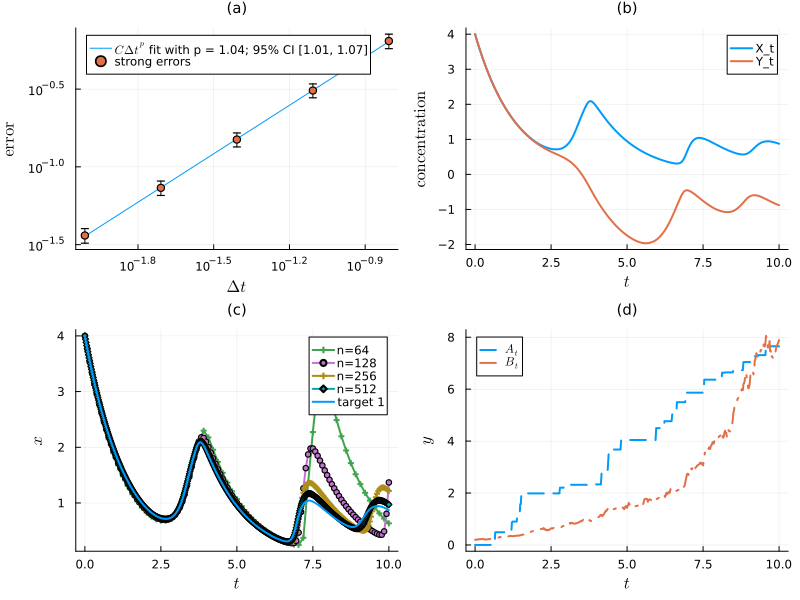 (a)
CΔt^p fit with p = 1.04; 95% CI [1.01, 1.07]
strong errors
error
10^−0.5
10^−1.0
10^−1.5
10^−1.8
10^−1.5
10^−1.2
10^−0.9
Δt
(b)
X_t
Y_t
concentration
4
3
2
1
0
−1
−2
0.0
2.5
5.0
7.5
10.0
t
(c)
n=64
n=128
n=256
n=512
target 1
x
4
3
2
1
0.0
2.5
5.0
7.5
10.0
t
(d)
A_t
B_t
y
8
6
4
2
0
0.0
2.5
5.0
7.5
10.0
t